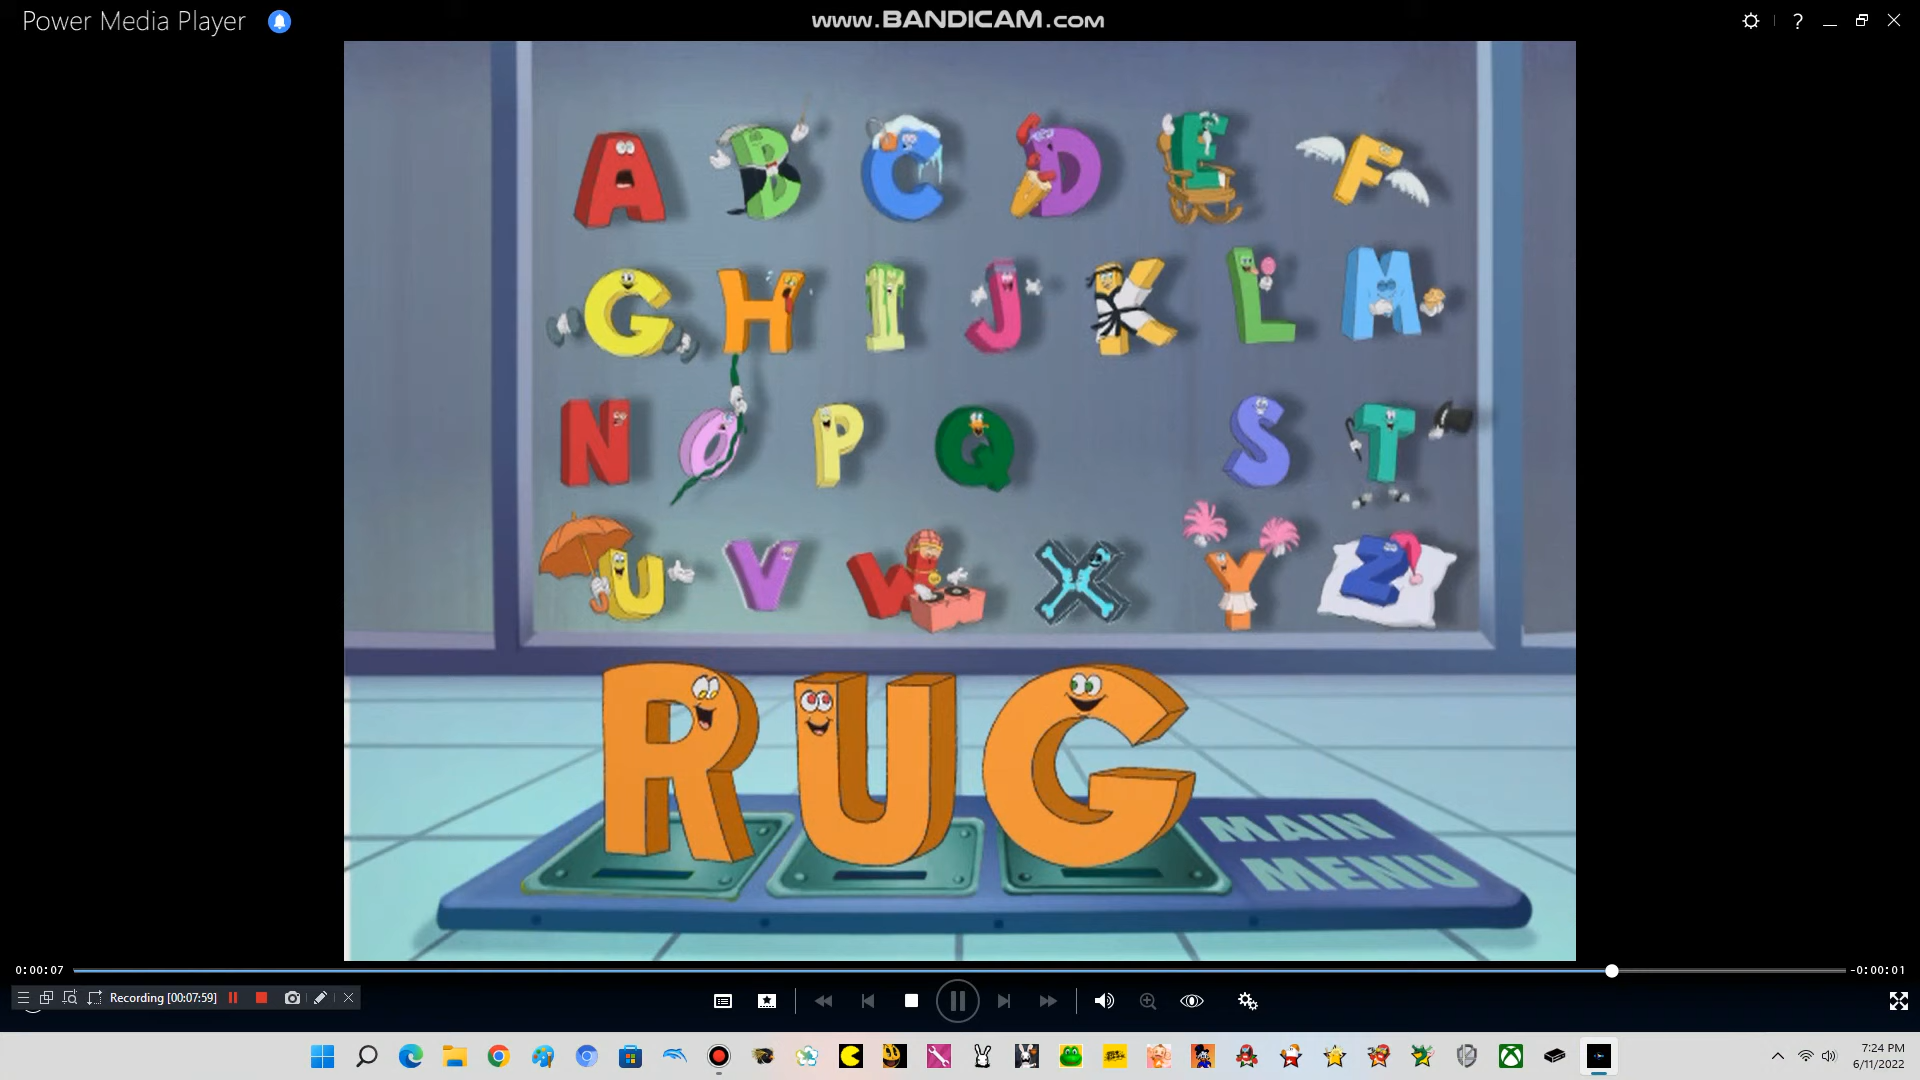 Power Media Player
www.BANDICAM.com
?
A B C D E F
G H I J K L M
N O P Q S T
U V W X Y Z
RUG
MAIN
MENU
0:00:07
-0:00:01
Recording [00:07:59]
7:24 PM
6/11/2022